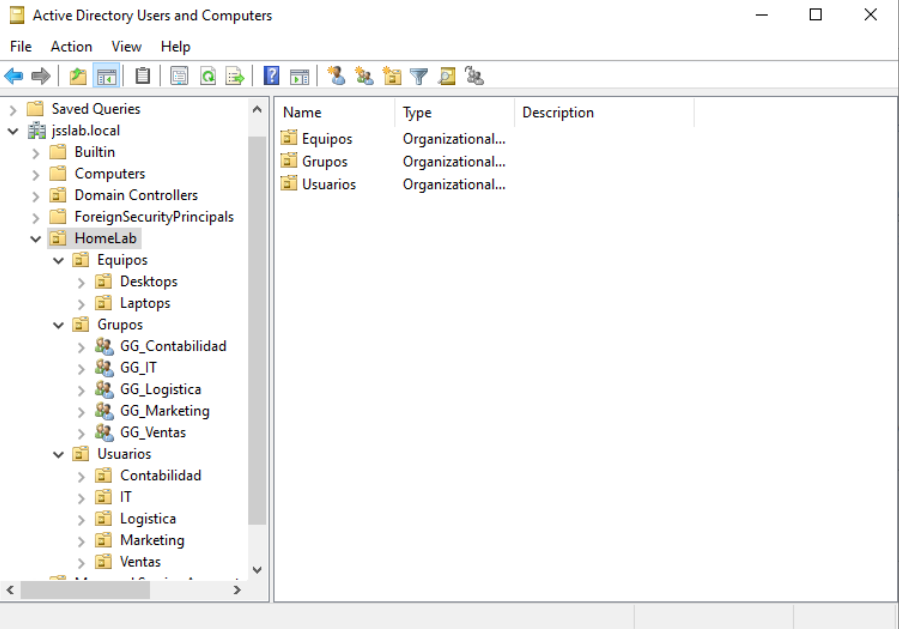 Active Directory Users and Computers
File Action View Help
Saved Queries
jsslab.local
Builtin
Computers
Domain Controllers
ForeignSecurityPrincipals
HomeLab
Equipos
Desktops
Laptops
Grupos
GG_Contabilidad
GG_IT
GG_Logistica
GG_Marketing
GG_Ventas
Usuarios
Contabilidad
IT
Logistica
Marketing
Ventas
Name Type Description
Equipos Organizational...
Grupos Organizational...
Usuarios Organizational...